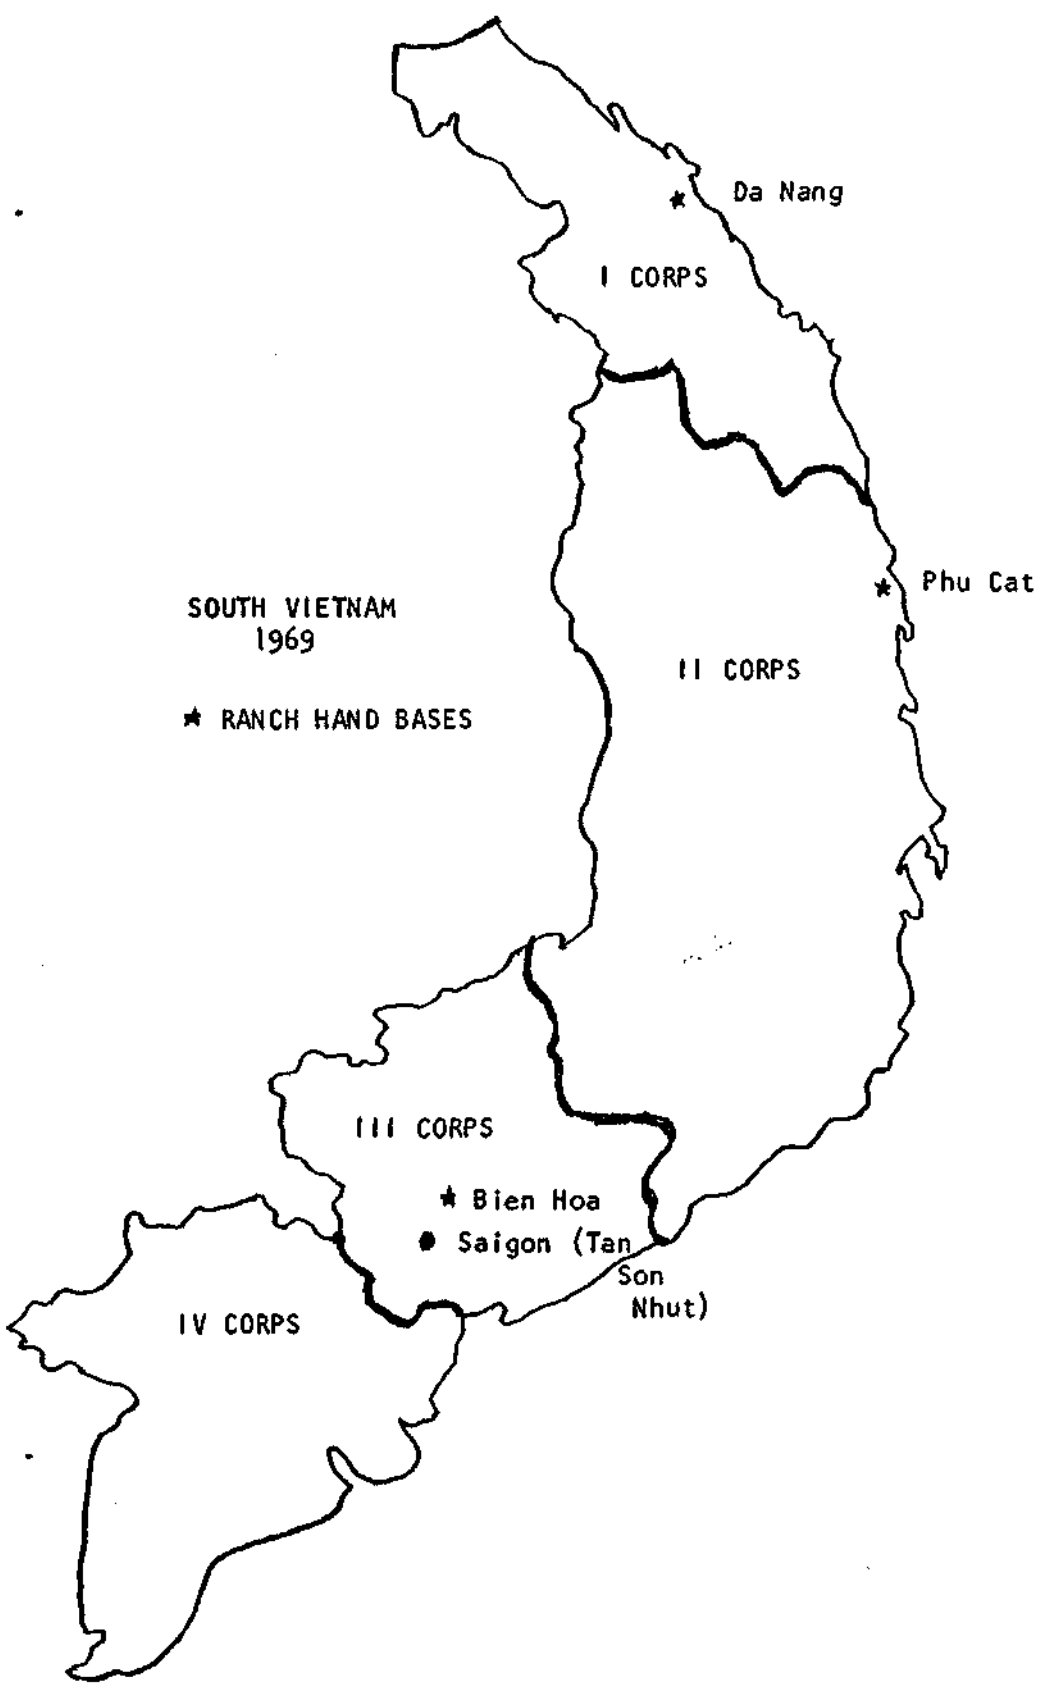 Da Nang
I CORPS
Phu Cat
SOUTH VIETNAM
1969
II CORPS
★ RANCH HAND BASES
III CORPS
Bien Hoa
Saigon (Tan
Son
Nhut)
IV CORPS